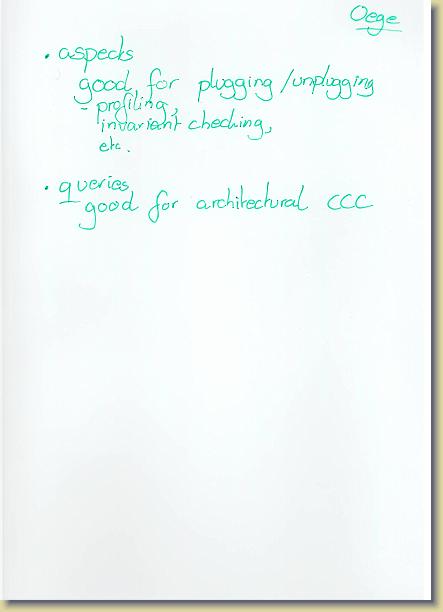 Oege
• aspects
good for plugging/unplugging
- profiling,
invariant checking,
etc.
• queries
good for architectural CCC